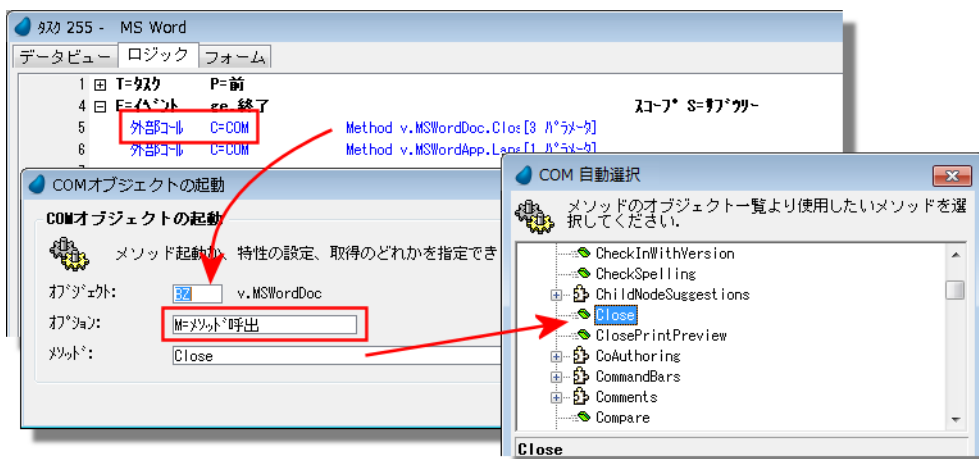 ﾀｽｸ 255 - MS Word
データビュー ロジック フォーム
1 T=ﾀｽｸ P=前
4 E=ｲﾍﾞﾝﾄ ge.終了 ｽｺｰﾌﾟ S=ｻﾌﾞﾂﾘｰ
5 外部ｺｰﾙ C=COM Method v.MSWordDoc.Clos[3 ﾊﾟﾗﾒｰﾀ]
6 外部ｺｰﾙ C=COM Method v.MSWordApp.Lans[1 ﾊﾟﾗﾒｰﾀ]
COMオブジェクトの起動
COMオブジェクトの起動
メソッド起動か、特性の設定、取得のどれかを指定でき
ｵﾌﾞｼﾞｪｸﾄ: BZ v.MSWordDoc
ｵﾌﾟｼｮﾝ: M=ﾒｿｯﾄﾞ呼出
ﾒｿｯﾄﾞ: Close
COM 自動選択
メソッドのオブジェクト一覧より使用したいメソッドを選
択してください.
CheckInWithVersion
CheckSpelling
ChildNodeSuggestions
Close
ClosePrintPreview
CoAuthoring
CommandBars
Comments
Compare
Close